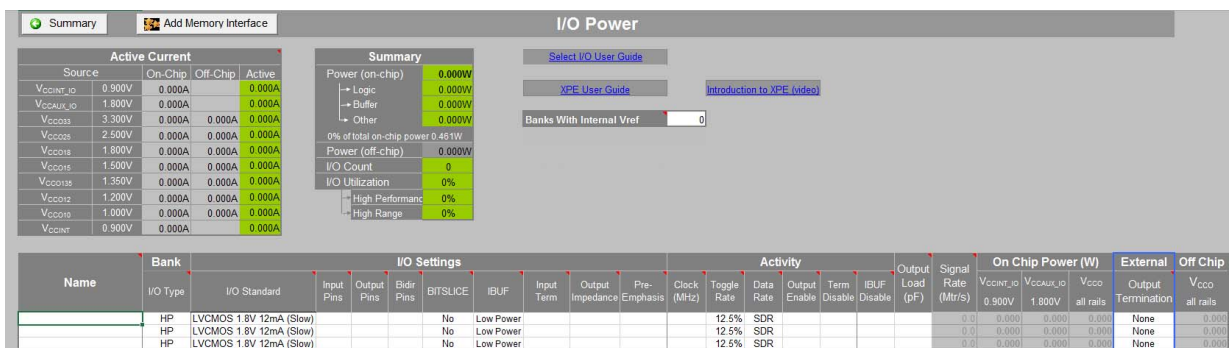 Summary Add Memory Interface I/O Power
Active Current
Source On-Chip Off-Chip Active
VCCINT_IO 0.900V 0.000A 0.000A
VCCAUX_IO 1.800V 0.000A 0.000A
VCCO33 3.300V 0.000A 0.000A 0.000A
VCCO25 2.500V 0.000A 0.000A 0.000A
VCCO18 1.800V 0.000A 0.000A 0.000A
VCCO15 1.500V 0.000A 0.000A 0.000A
VCCO135 1.350V 0.000A 0.000A 0.000A
VCCO12 1.200V 0.000A 0.000A 0.000A
VCCO10 1.000V 0.000A 0.000A 0.000A
VCCINT 0.900V 0.000A 0.000A
Summary
Power (on-chip) 0.000W
Logic 0.000W
Buffer 0.000W
Other 0.000W
0% of total on-chip power 0.461W
Power (off-chip) 0.000W
I/O Count 0
I/O Utilization 0%
High Performanc 0%
High Range 0%
Select I/O User Guide
XPE User Guide Introduction to XPE (video)
Banks With Internal Vref 0
Name Bank I/O Settings Activity Output Load (pF) Signal Rate (Mtr/s) On Chip Power (W) External Off Chip
I/O Type I/O Standard Input Pins Output Pins Bidir Pins BITSLICE IBUF Input Term Output Impedance Pre-Emphasis Clock (MHz) Toggle Rate Data Rate Output Enable Term Disable IBUF Disable VCCINT_IO 0.900V VCCAUX_IO 1.800V VCCO all rails Output Termination VCCO all rails
HP LVCMOS 1.8V 12mA (Slow) No Low Power 12.5% SDR 0.0 0.000 0.000 0.000 None 0.000
HP LVCMOS 1.8V 12mA (Slow) No Low Power 12.5% SDR 0.0 0.000 0.000 0.000 None 0.000
HP LVCMOS 1.8V 12mA (Slow) No Low Power 12.5% SDR 0.0 0.000 0.000 0.000 None 0.000